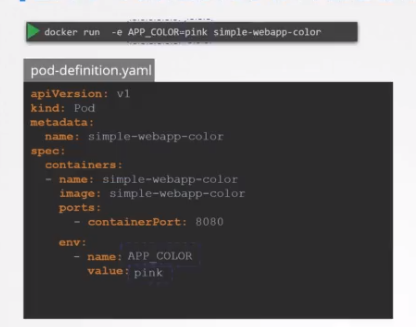 docker run -e APP_COLOR=pink simple-webapp-color
pod-definition.yaml
apiVersion: v1
kind: Pod
metadata:
  name: simple-webapp-color
spec:
  containers:
  - name: simple-webapp-color
    image: simple-webapp-color
    ports:
      - containerPort: 8080
    env:
      - name: APP_COLOR
        value: pink